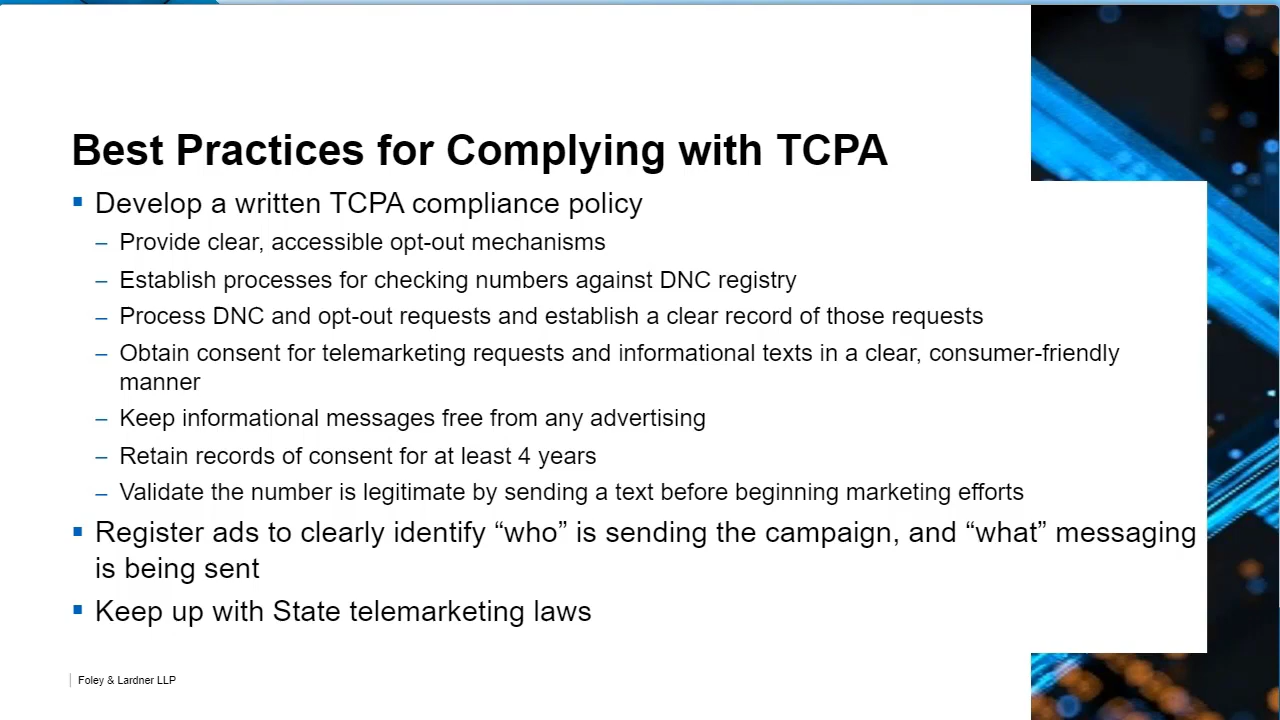 Best Practices for Complying with TCPA
▪ Develop a written TCPA compliance policy
– Provide clear, accessible opt-out mechanisms
– Establish processes for checking numbers against DNC registry
– Process DNC and opt-out requests and establish a clear record of those requests
– Obtain consent for telemarketing requests and informational texts in a clear, consumer-friendly
manner
– Keep informational messages free from any advertising
– Retain records of consent for at least 4 years
– Validate the number is legitimate by sending a text before beginning marketing efforts
▪ Register ads to clearly identify “who” is sending the campaign, and “what” messaging
is being sent
▪ Keep up with State telemarketing laws
Foley & Lardner LLP